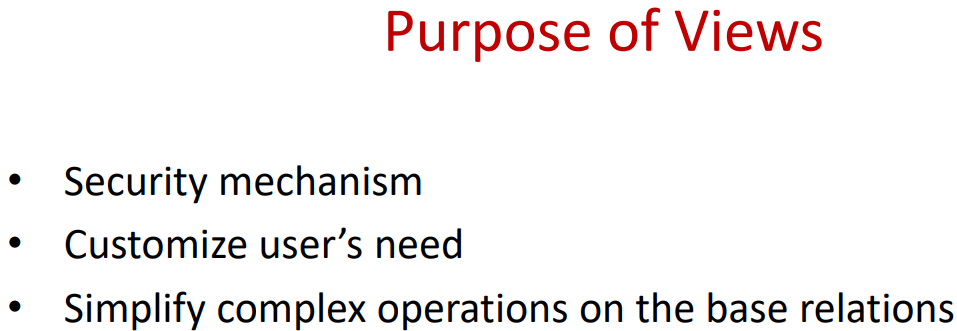 Purpose of Views
• Security mechanism
• Customize user’s need
• Simplify complex operations on the base relations